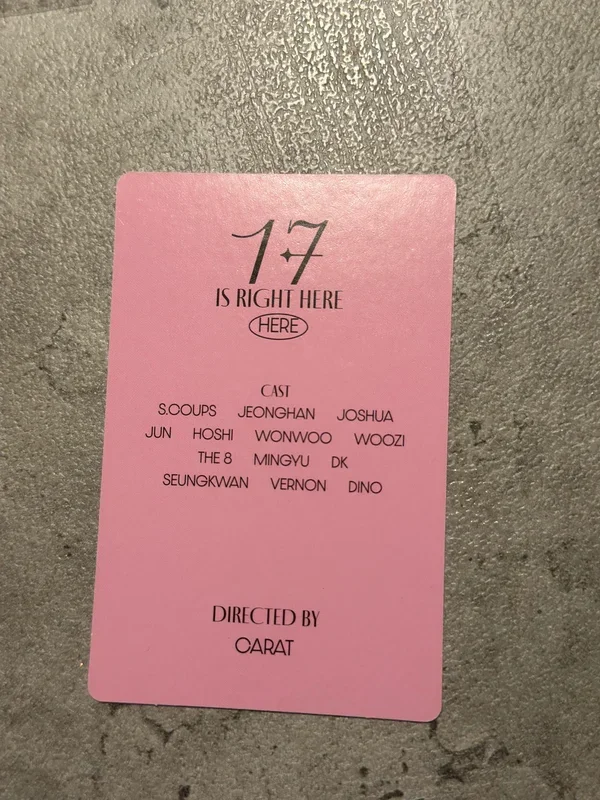 17
IS RIGHT HERE
HERE
CAST
S.COUPS JEONGHAN JOSHUA
JUN HOSHI WONWOO WOOZI
THE 8 MINGYU DK
SEUNGKWAN VERNON DINO
DIRECTED BY
CARAT